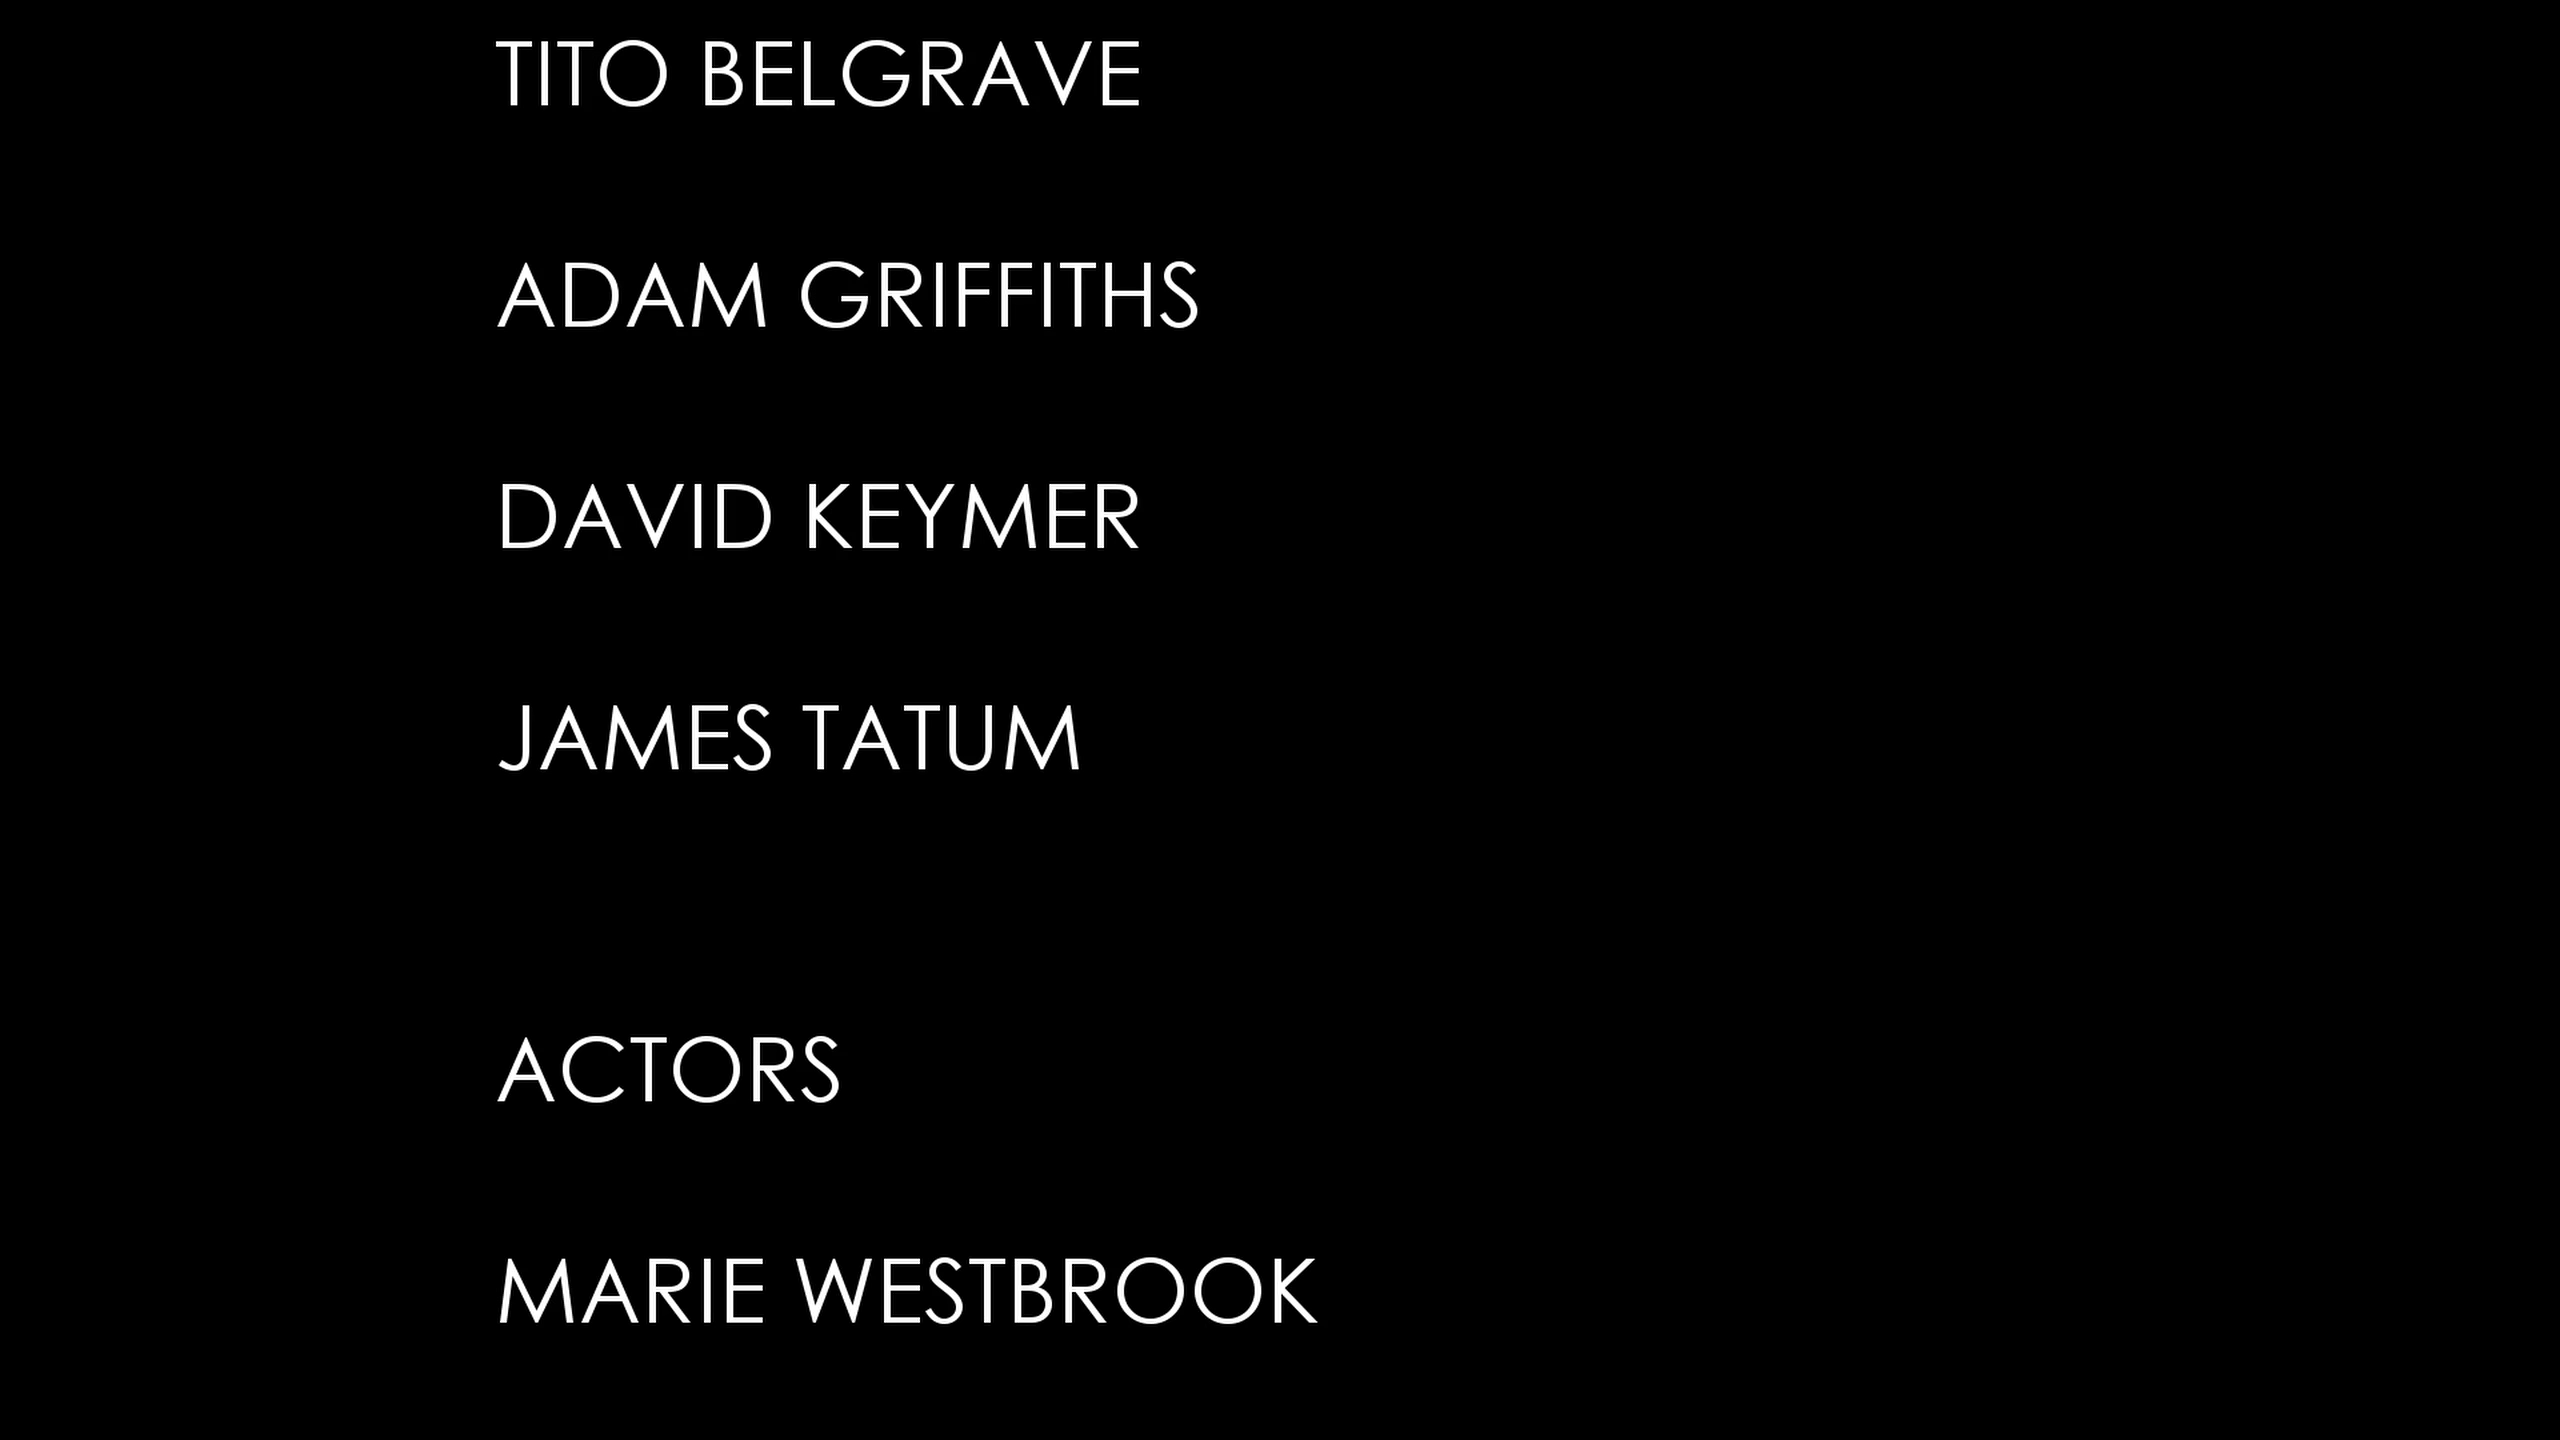 TITO BELGRAVE
ADAM GRIFFITHS
DAVID KEYMER
JAMES TATUM
ACTORS
MARIE WESTBROOK